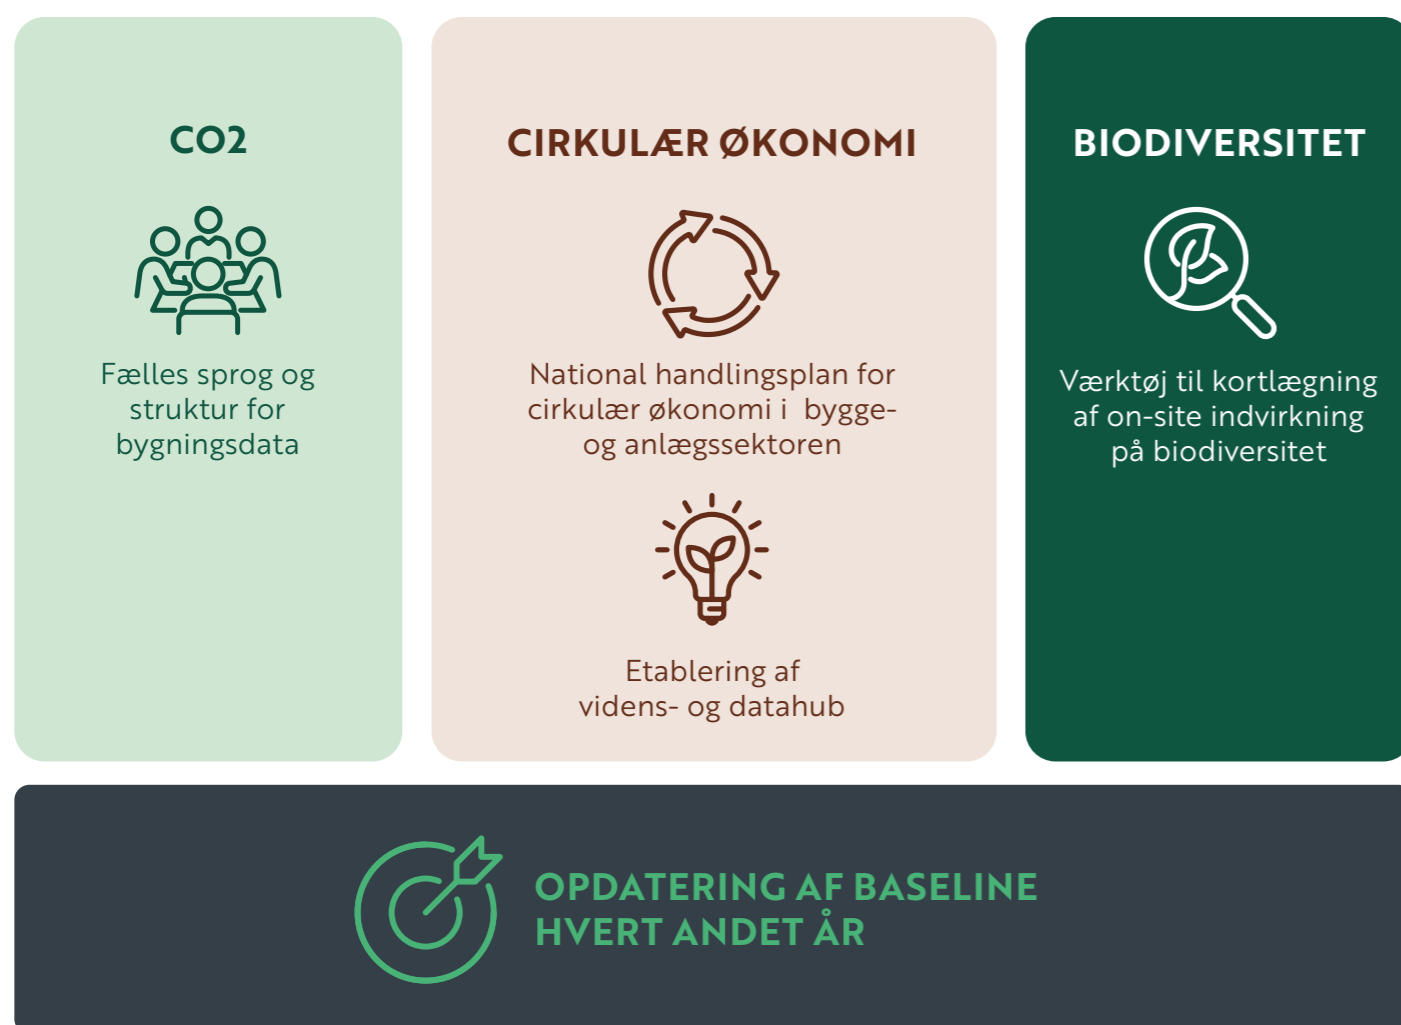 CO2
Fælles sprog og
struktur for
bygningsdata
CIRKULÆR ØKONOMI
National handlingsplan for
cirkulær økonomi i  bygge-
og anlægssektoren
Etablering af
videns- og datahub
BIODIVERSITET
Værktøj til kortlægning
af on-site indvirkning
på biodiversitet
OPDATERING AF BASELINE
HVERT ANDET ÅR